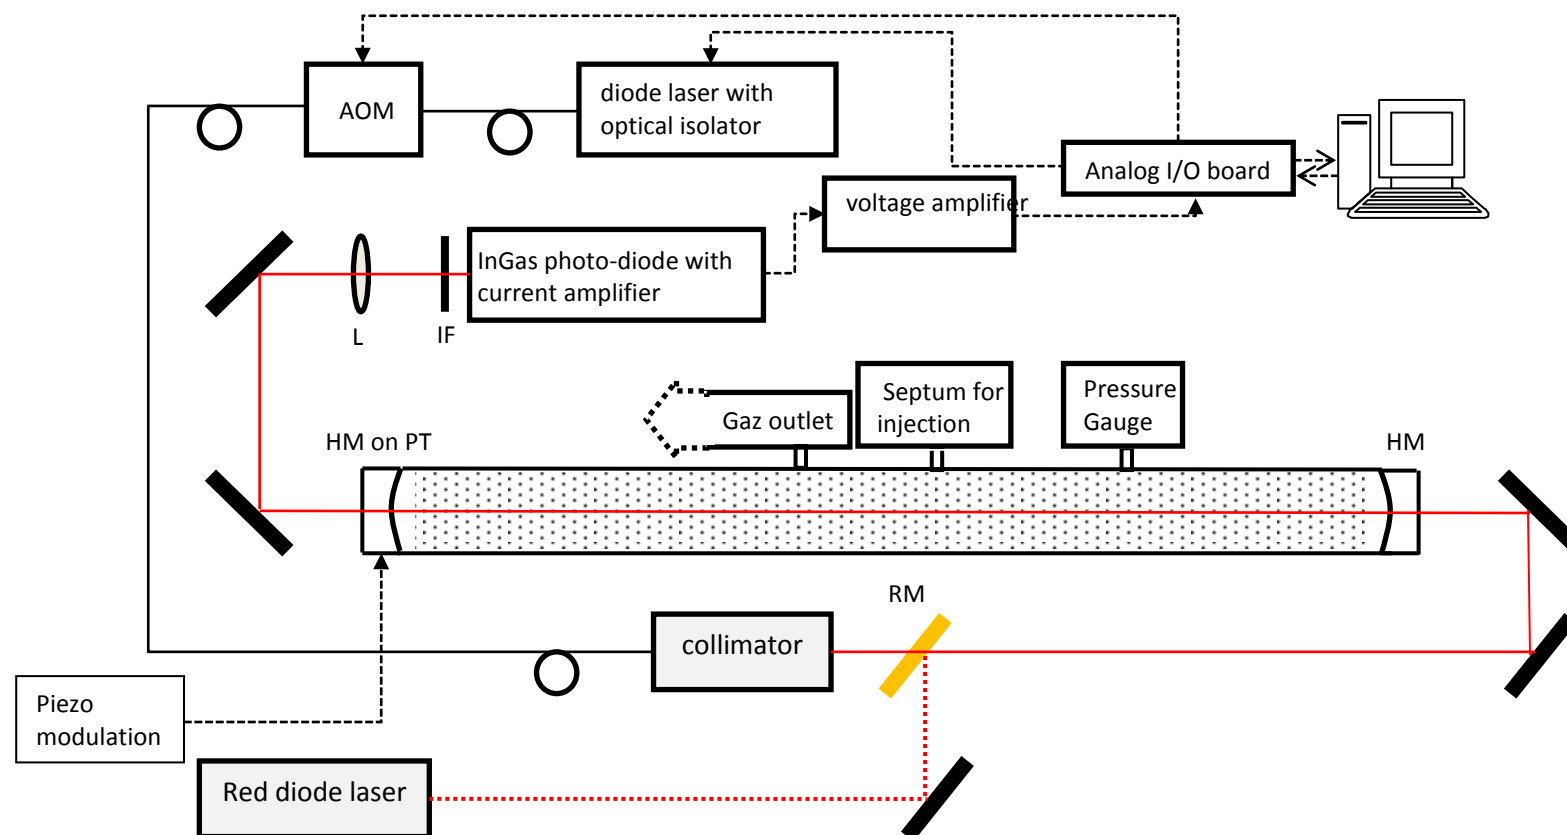 AOM
diode laser with
optical isolator
Analog I/O board
voltage amplifier
InGas photo-diode with
current amplifier
L
IF
Septum for
injection
Pressure
Gauge
Gaz outlet
HM on PT
HM
RM
collimator
Piezo
modulation
Red diode laser